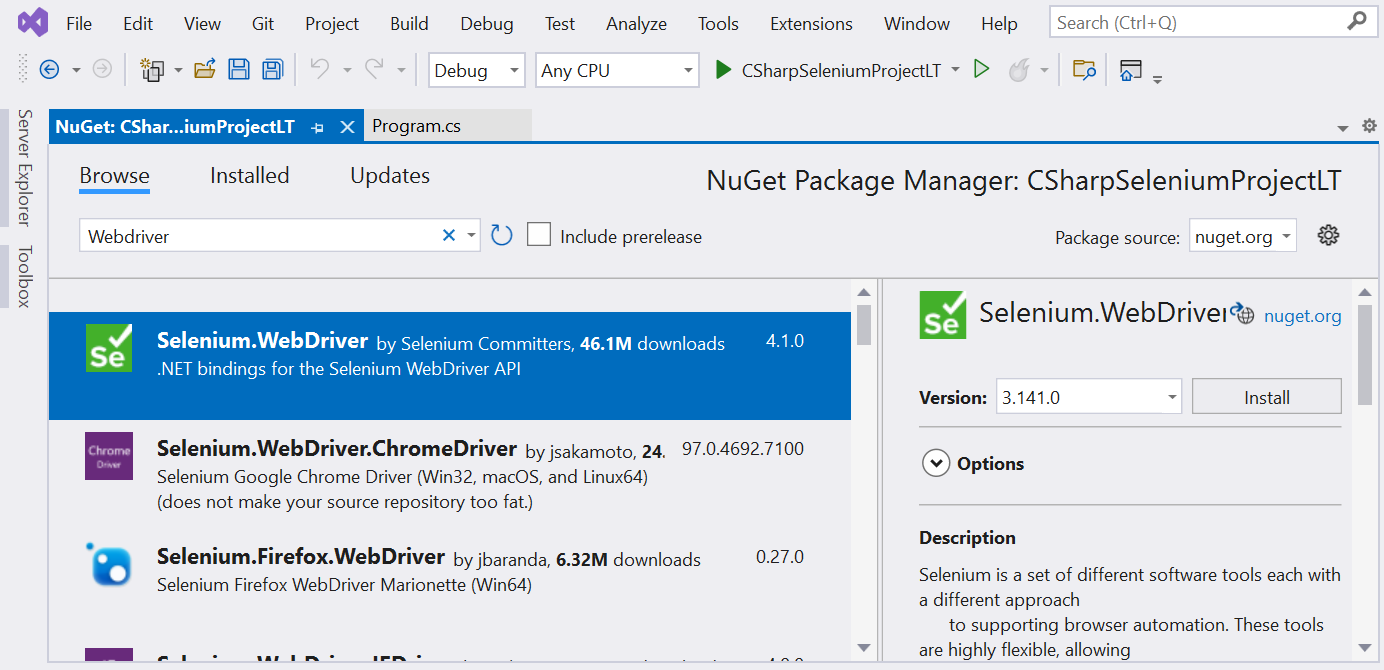 File Edit View Git Project Build Debug Test Analyze Tools Extensions Window Help Search (Ctrl+Q)
Debug Any CPU CSharpSeleniumProjectLT
Server Explorer
Toolbox
NuGet: CShar...iumProjectLT Program.cs
Browse Installed Updates
NuGet Package Manager: CSharpSeleniumProjectLT
Webdriver Include prerelease
Package source: nuget.org
Se
Selenium.WebDriver by Selenium Committers, 46.1M downloads 4.1.0
.NET bindings for the Selenium WebDriver API
Chrome
Driver
Selenium.WebDriver.ChromeDriver by jsakamoto, 24. 97.0.4692.7100
Selenium Google Chrome Driver (Win32, macOS, and Linux64)
(does not make your source repository too fat.)
Selenium.Firefox.WebDriver by jbaranda, 6.32M downloads 0.27.0
Selenium Firefox WebDriver Marionette (Win64)
Se
Selenium.WebDriver nuget.org
Version: 3.141.0 Install
Options
Description
Selenium is a set of different software tools each with
a different approach
to supporting browser automation. These tools
are highly flexible, allowing